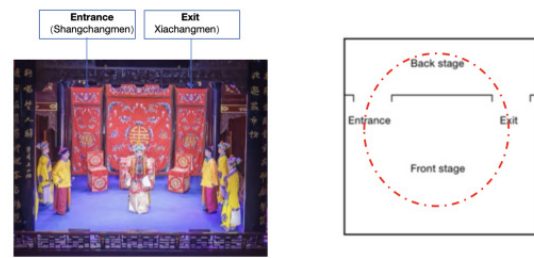 Entrance
(Shangchangmen)
Exit
Xiachangmen)
Back stage
Entrance
Exit
Front stage